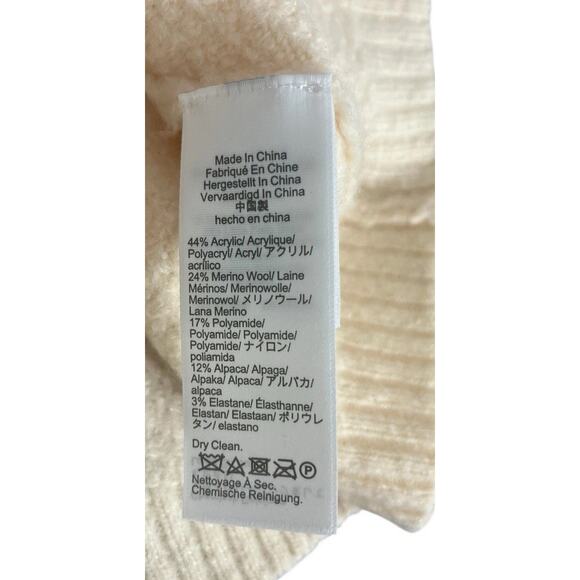 Made In China
Fabriqué En Chine
Hergestellt In China
Vervaardigd In China
中国製
hecho en china
44% Acrylic/ Acrylique/
Polyacryl/ Acryl/ アクリル/
acrílico
24% Merino Wool/ Laine
Mérinos/ Merinowolle/
Merinowol/ メリノウール/
Lana Merino
17% Polyamide/
Polyamide/ Polyamide/
Polyamide/ ナイロン/
poliamida
12% Alpaca/ Alpaga/
Alpaka/ Alpaca/ アルパカ/
alpaca
3% Elastane/ Élasthanne/
Elastan/ Elastaan/ ポリウレ
タン/ elastano
Dry Clean.
P
Nettoyage À Sec.
Chemische Reinigung.